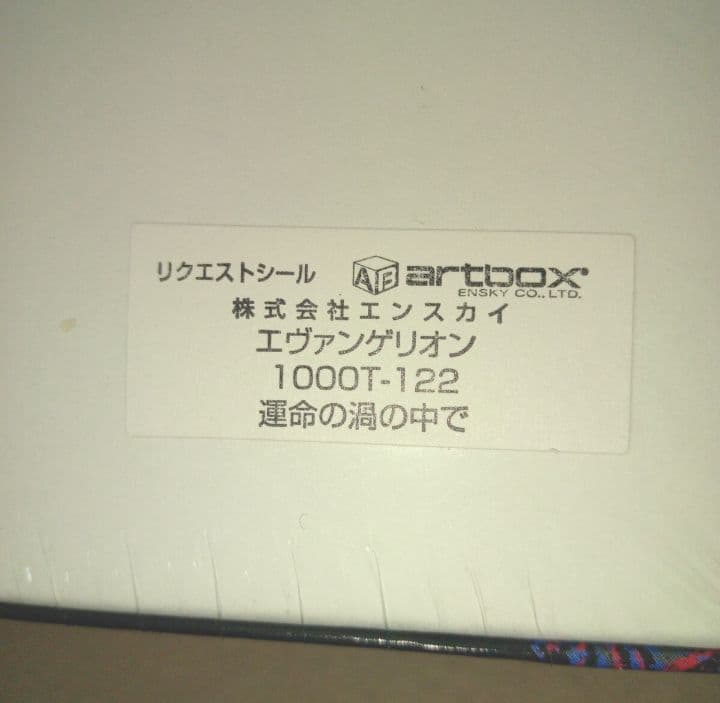 リクエストシール AB artbox
ENSKY CO., LTD.
株式会社エンスカイ
エヴァンゲリオン
1000T-122
運命の渦の中で